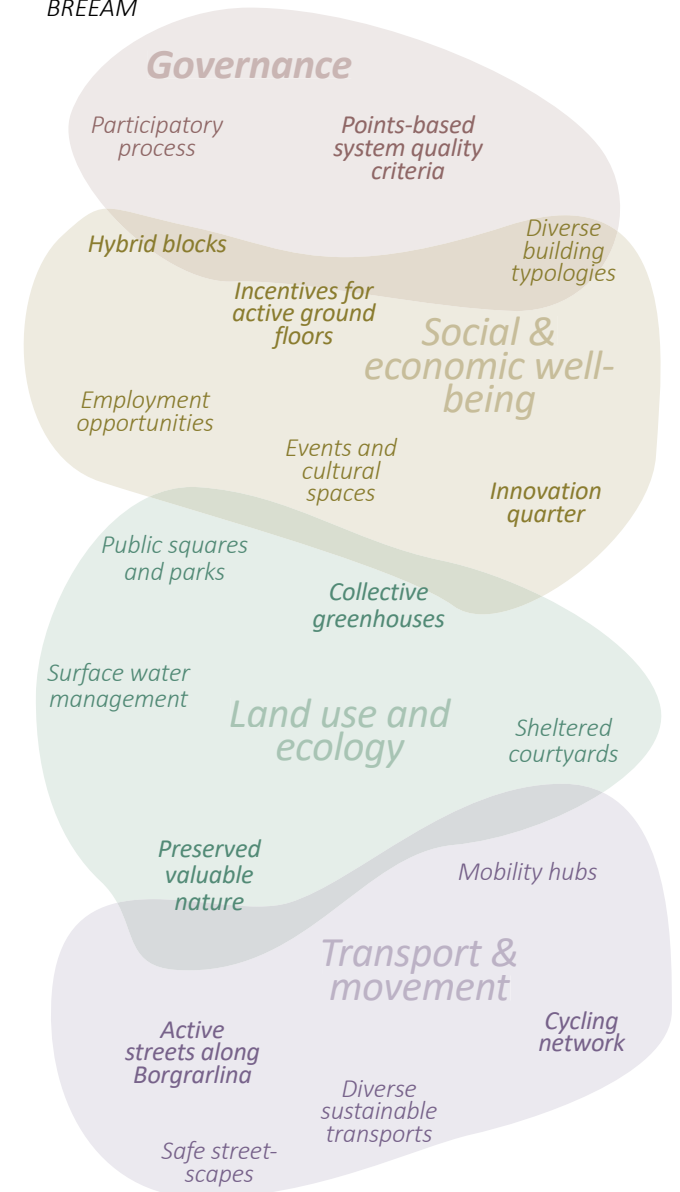 BREEAM
Governance
Participatory
process
Points-based
system quality
criteria
Hybrid blocks
Diverse
building
typologies
Incentives for
active ground
floors
Social &
economic well-
being
Employment
opportunities
Events and
cultural
spaces
Innovation
quarter
Public squares
and parks
Collective
greenhouses
Surface water
management
Land use and
ecology
Sheltered
courtyards
Preserved
valuable
nature
Mobility hubs
Transport &
movement
Active
streets along
Borgrarlina
Cycling
network
Diverse
sustainable
transports
Safe street-
scapes